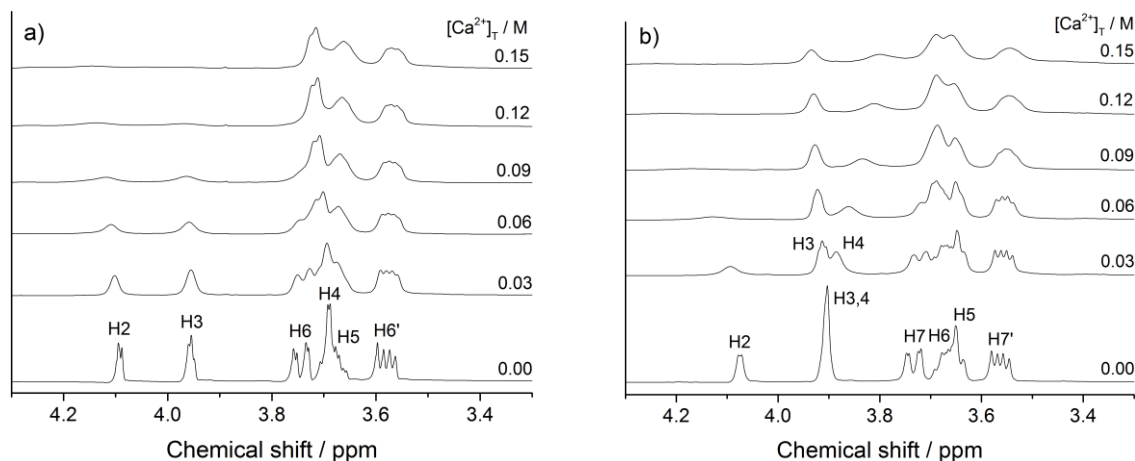 a)
[Ca²⁺]T / M
0.15
0.12
0.09
0.06
0.03
H4
H2
H3
H6
H5
H6'
0.00
4.2
4.0
3.8
3.6
3.4
Chemical shift / ppm
b)
[Ca²⁺]T / M
0.15
0.12
0.09
0.06
H3
H4
0.03
H3,4
H5
H2
H7
H6
H7'
0.00
4.2
4.0
3.8
3.6
3.4
Chemical shift / ppm